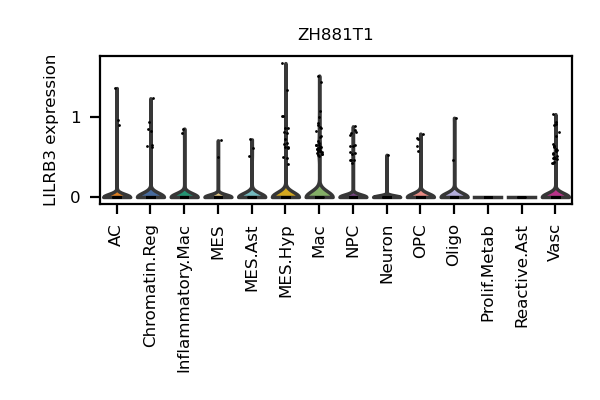 ZH881T1
LILRB3 expression
1
0
AC
Chromatin.Reg
Inflammatory.Mac
MES
MES.Ast
MES.Hyp
Mac
NPC
Neuron
OPC
Oligo
Prolif.Metab
Reactive.Ast
Vasc